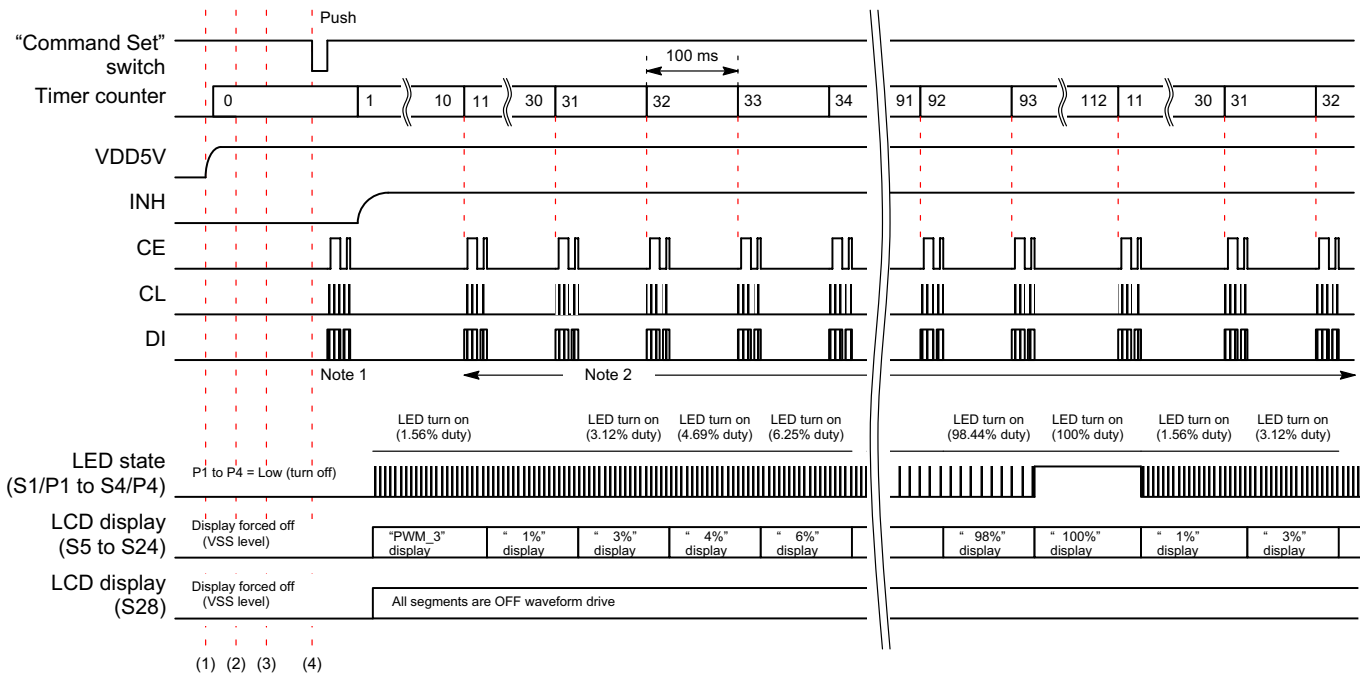 Push
“Command Set”
switch
100 ms
Timer counter
0 1 10 11 30 31 32 33 34 91 92 93 112 11 30 31 32
VDD5V
INH
CE
CL
DI
Note 1 Note 2
LED turn on
(1.56% duty)
LED turn on
(3.12% duty)
LED turn on
(4.69% duty)
LED turn on
(6.25% duty)
LED turn on
(98.44% duty)
LED turn on
(100% duty)
LED turn on
(1.56% duty)
LED turn on
(3.12% duty)
LED state
(S1/P1 to S4/P4)
P1 to P4 = Low (turn off)
LCD display
(S5 to S24)
Display forced off
(VSS level)
“PWM_3”
display
“ 1%”
display
“ 3%”
display
“ 4%”
display
“ 6%”
display
“ 98%”
display
“ 100%”
display
“ 1%”
display
“ 3%”
display
LCD display
(S28)
Display forced off
(VSS level)
All segments are OFF waveform drive
(1) (2) (3) (4)